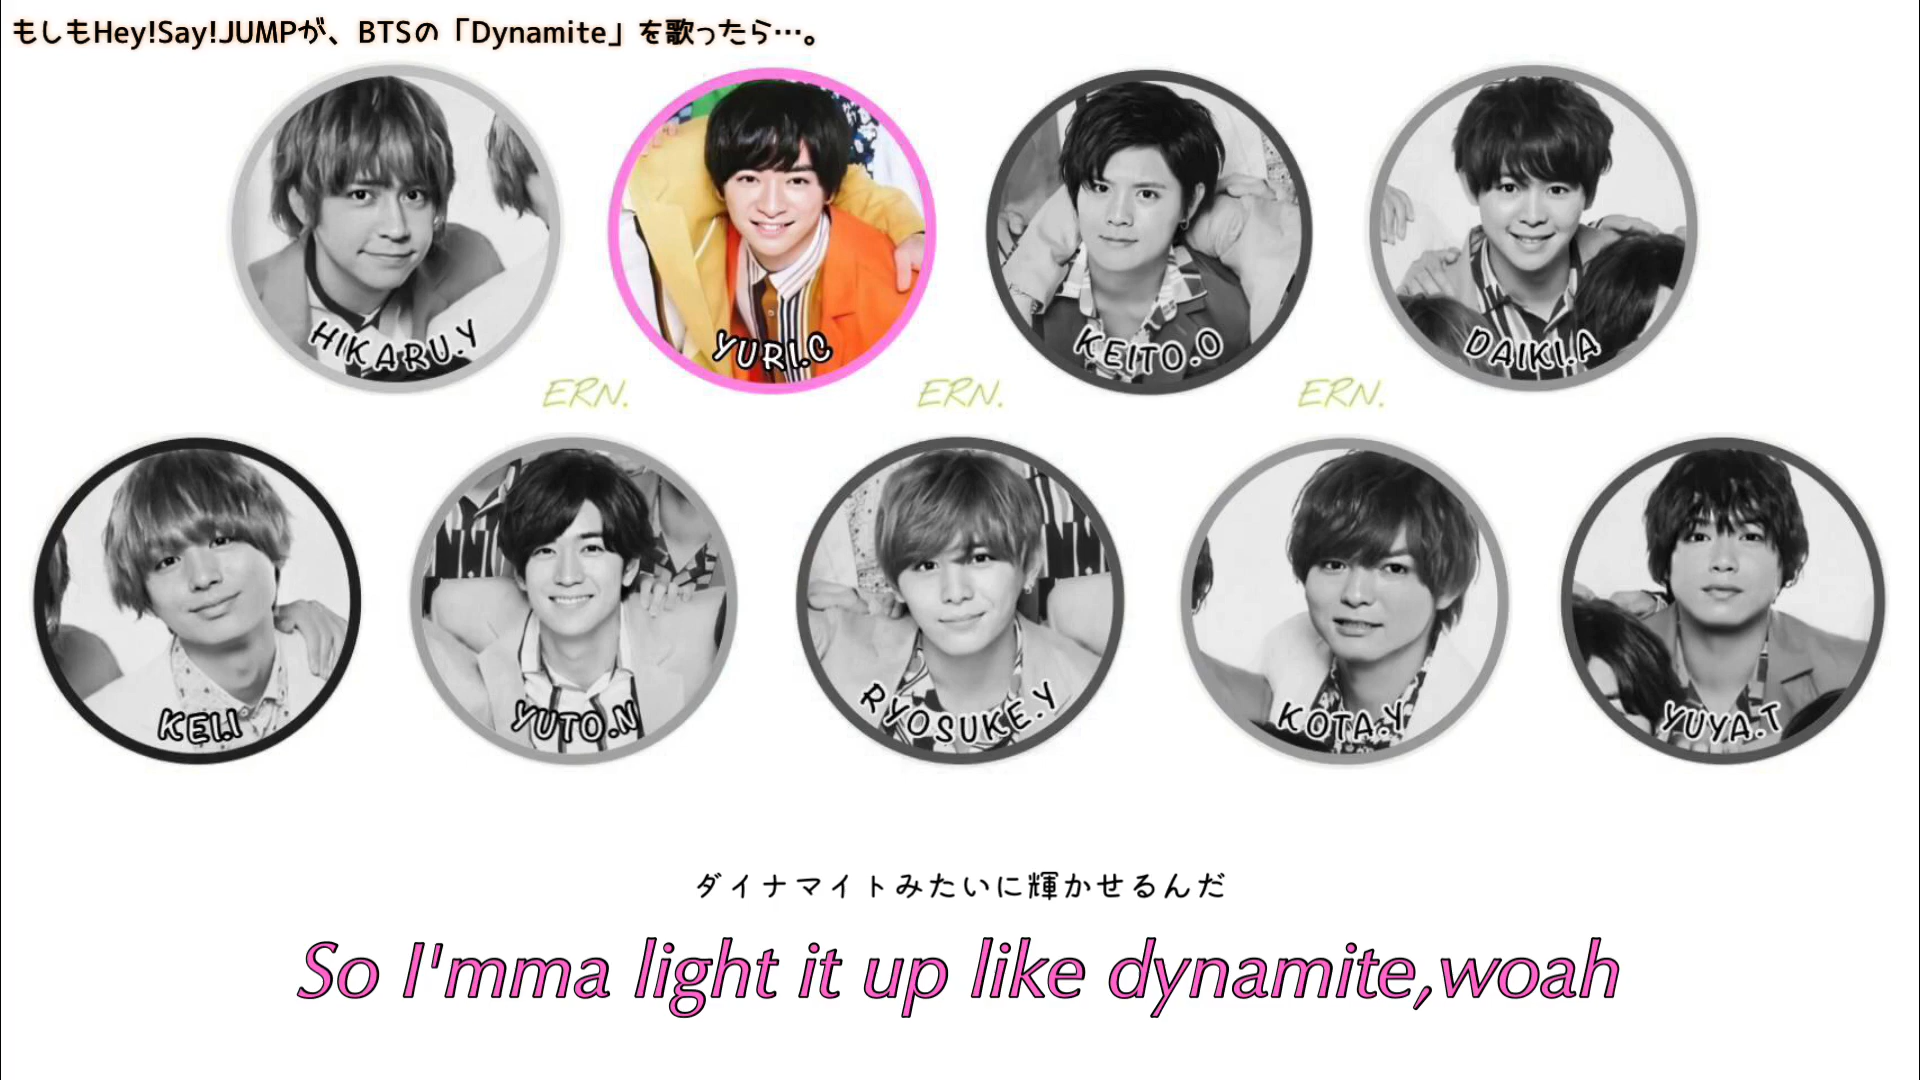 もしもHey!Say!JUMPが、BTSの「Dynamite」を歌ったら…。
HIKARU.Y
YURI.C
KEITO.O
DAIKI.A
ERN.
ERN.
ERN.
KEI.I
YUTO.N
RYOSUKE.Y
KOTA.Y
YUYA.T
ダイナマイトみたいに輝かせるんだ
So I'mma light it up like dynamite,woah